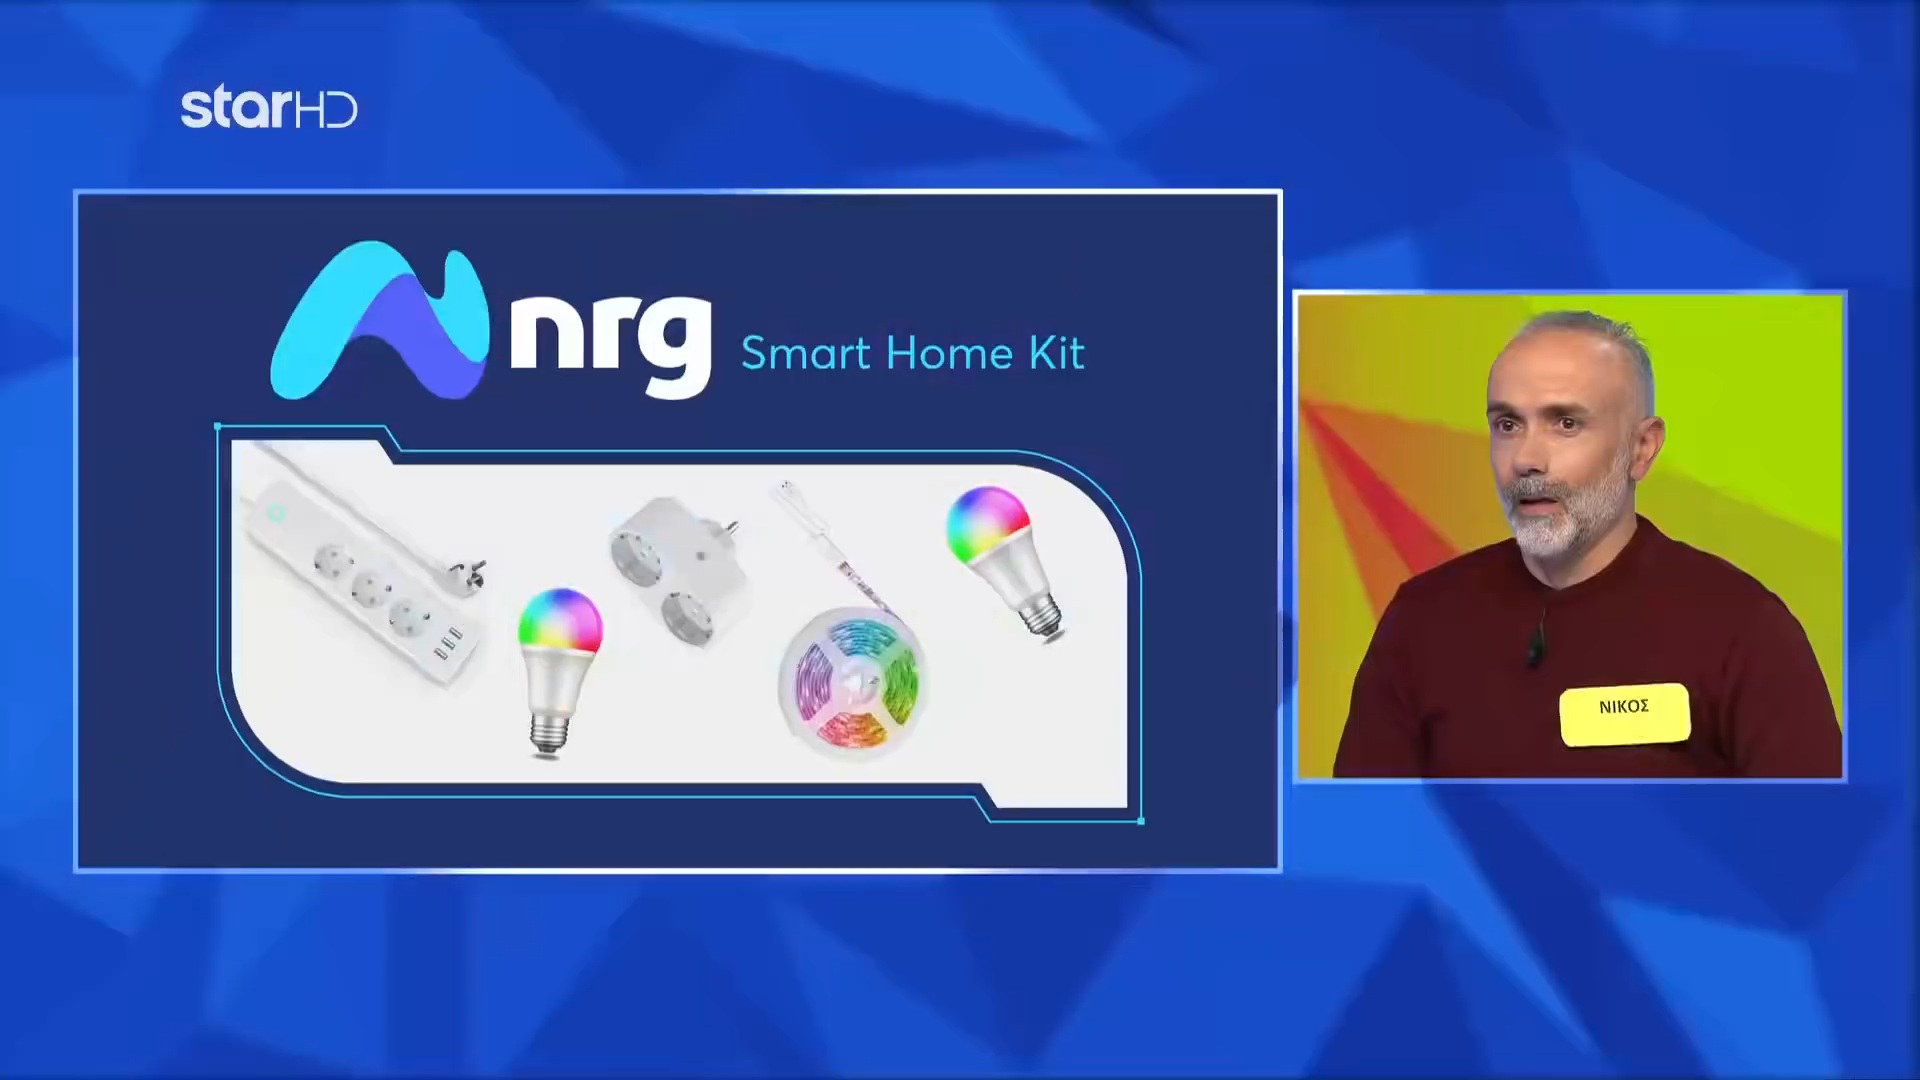 starHD
nrg Smart Home Kit
ΝΙΚΟΣ